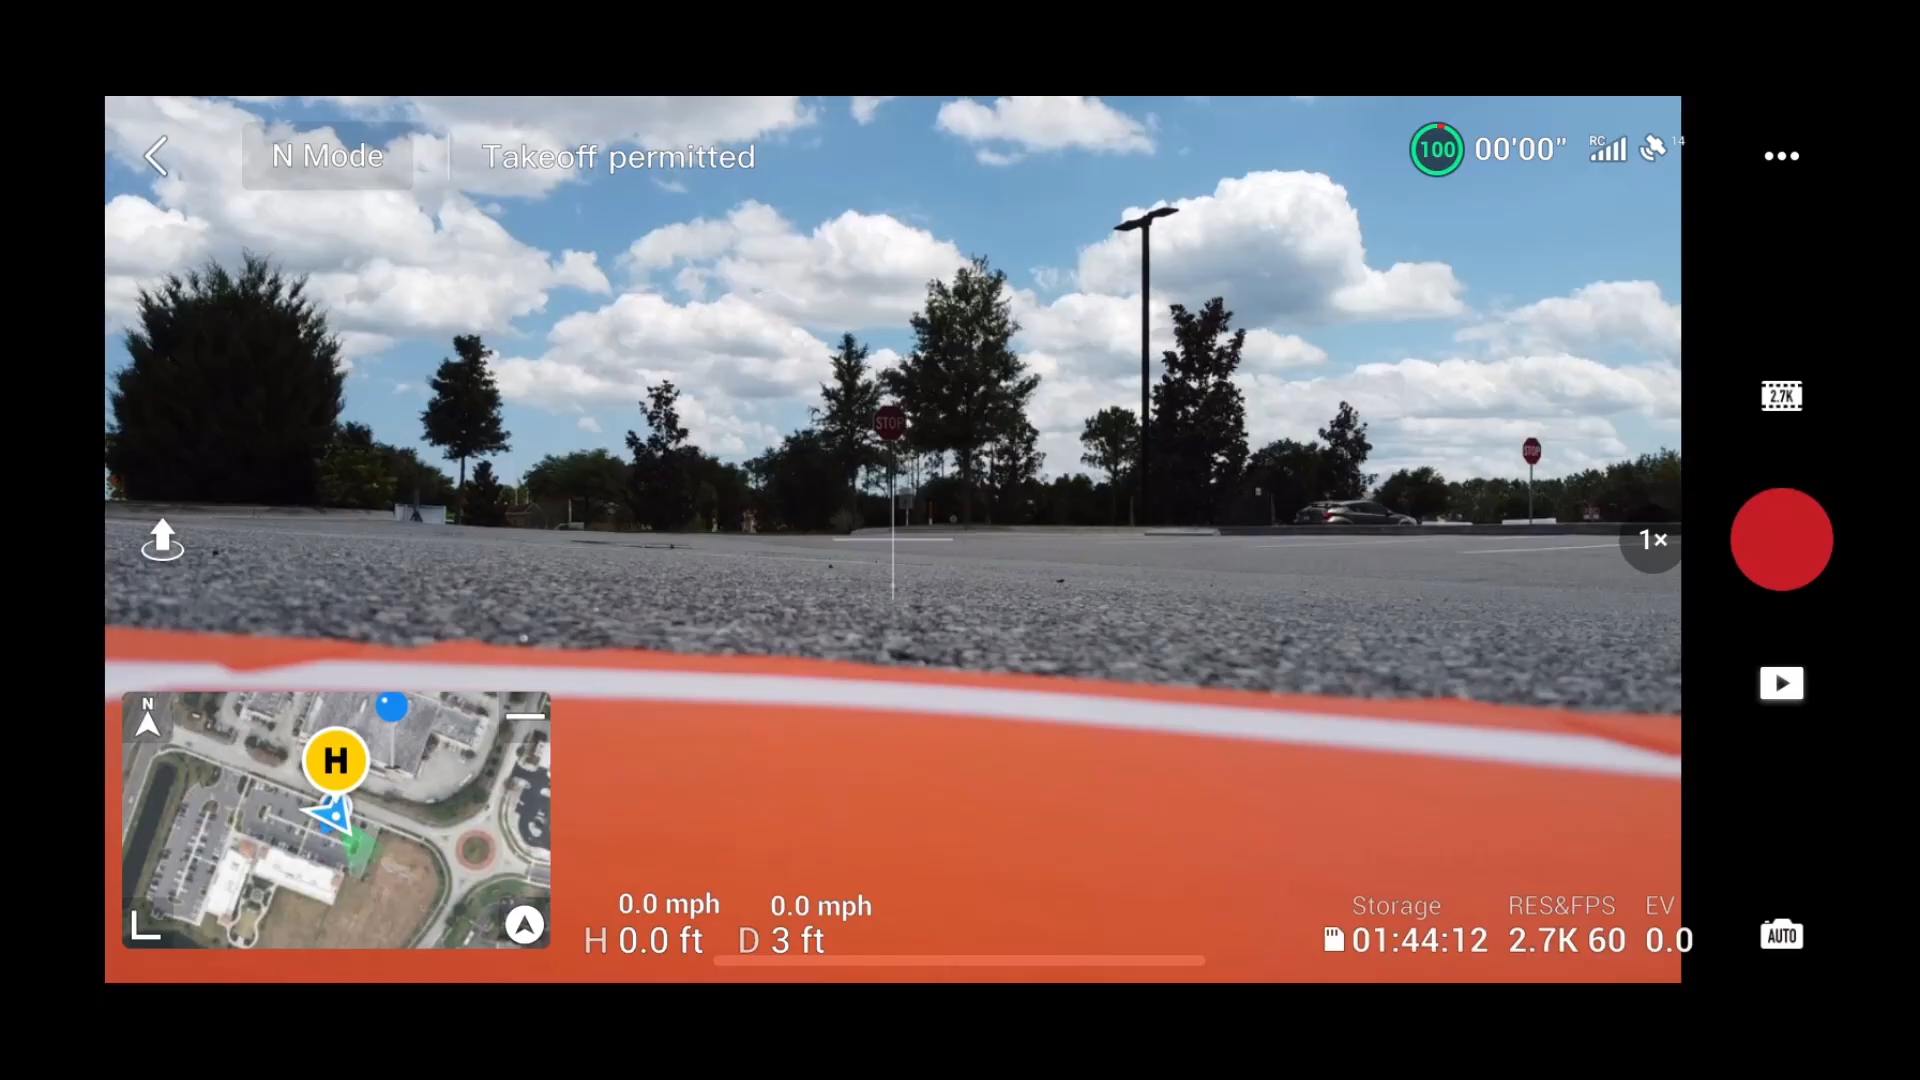 N Mode
Takeoff permitted
100
00'00"
RC
14
STOP
STOP
2.7K
1×
N
H
0.0 mph
0.0 mph
H 0.0 ft
D 3 ft
Storage
RES&FPS
EV
01:44:12
2.7K 60
0.0
AUTO